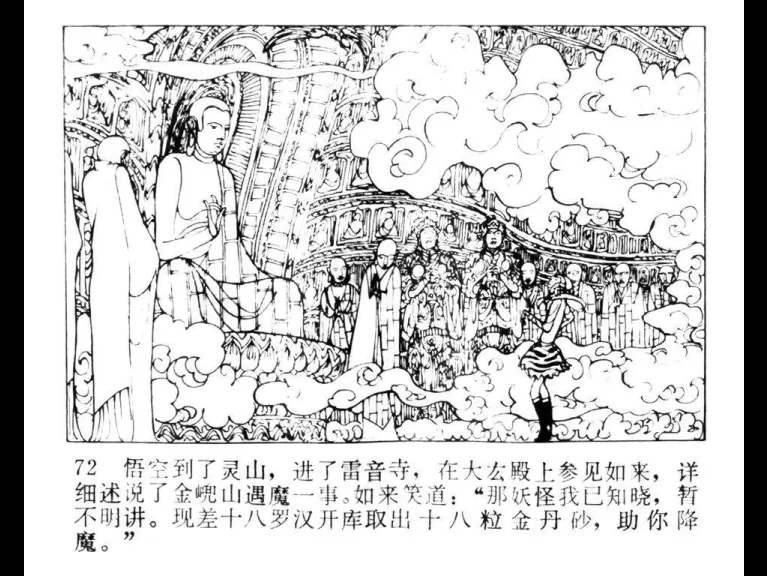 72 悟空到了灵山，进了雷音寺，在大厷殿上参见如来，详
细述说了金㟃山遇魔一事。如来笑道：“那妖怪我已知晓，暂
不明讲。现差十八罗汉开库取出十八粒金丹砂，助你降
魔。”